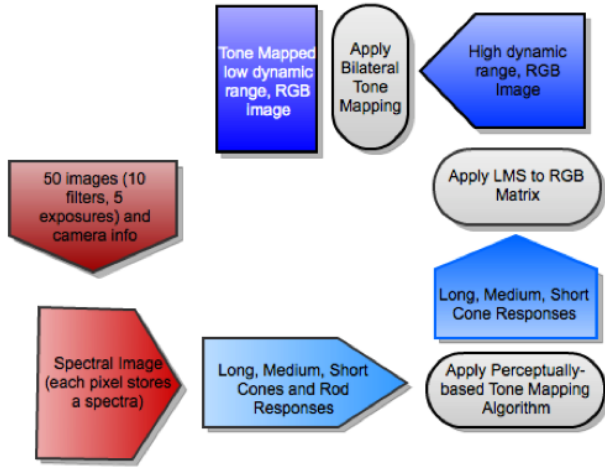 50 images (10
filters, 5
exposures) and
camera info
Spectral Image
(each pixel stores
a spectra)
Long, Medium, Short
Cones and Rod
Responses
Apply Perceptually-
based Tone Mapping
Algorithm
Long, Medium, Short
Cone Responses
Apply LMS to RGB
Matrix
High dynamic
range, RGB
Image
Apply
Bilateral
Tone
Mapping
Tone Mapped
low dynamic
range, RGB
Image